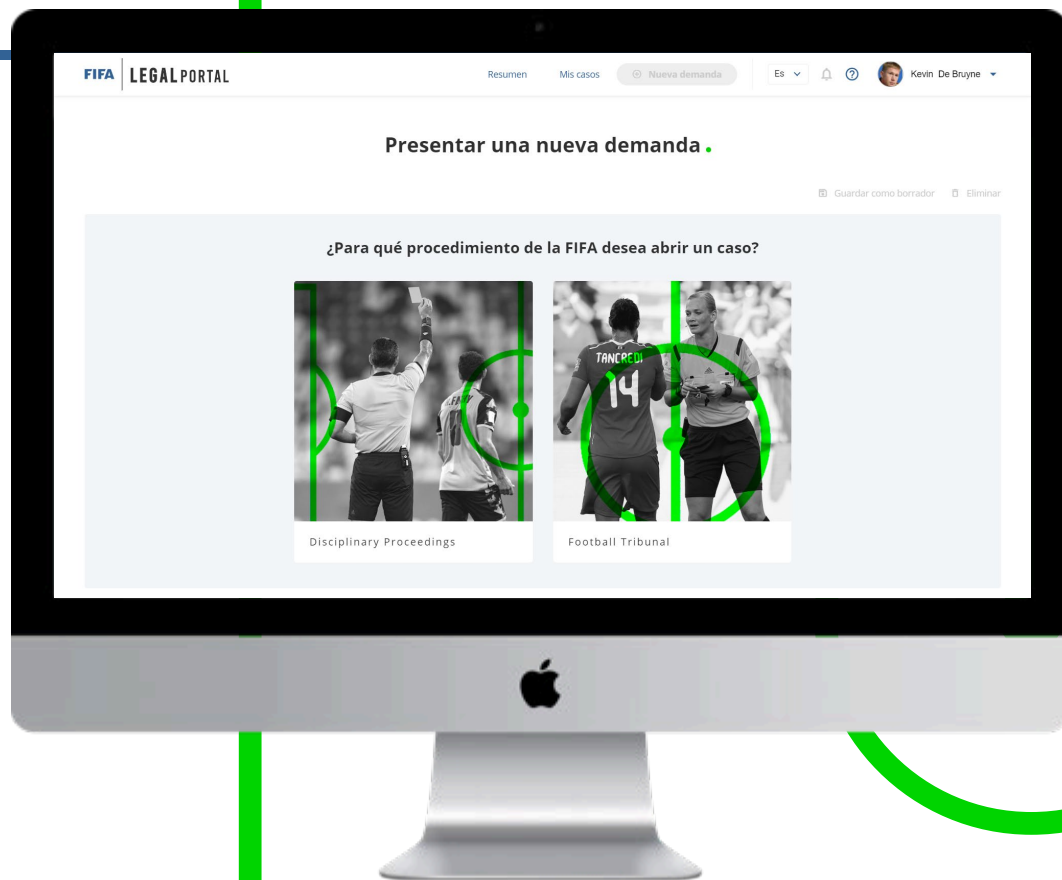 FIFA LEGALPORTAL
Resumen
Mis casos
Nueva demanda
Es
Kevin De Bruyne
Presentar una nueva demanda.
Guardar como borrador
Eliminar
¿Para qué procedimiento de la FIFA desea abrir un caso?
TANCREDI
14
10
Disciplinary Proceedings
Football Tribunal